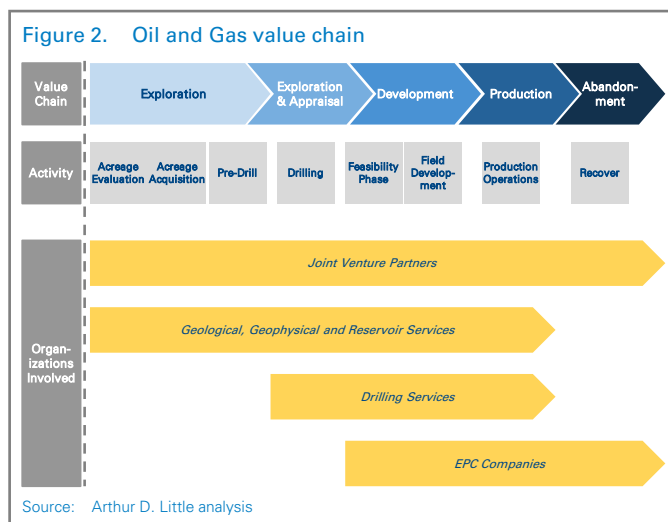 Figure 2. Oil and Gas value chain
Value
Chain
Exploration
Exploration
& Appraisal
Development
Production
Abandon-
ment
Activity
Acreage
Evaluation
Acreage
Acquisition
Pre-Drill
Drilling
Feasibility
Phase
Field
Develop-
ment
Production
Operations
Recover
Organ-
izations
Involved
Joint Venture Partners
Geological, Geophysical and Reservoir Services
Drilling Services
EPC Companies
Source: Arthur D. Little analysis